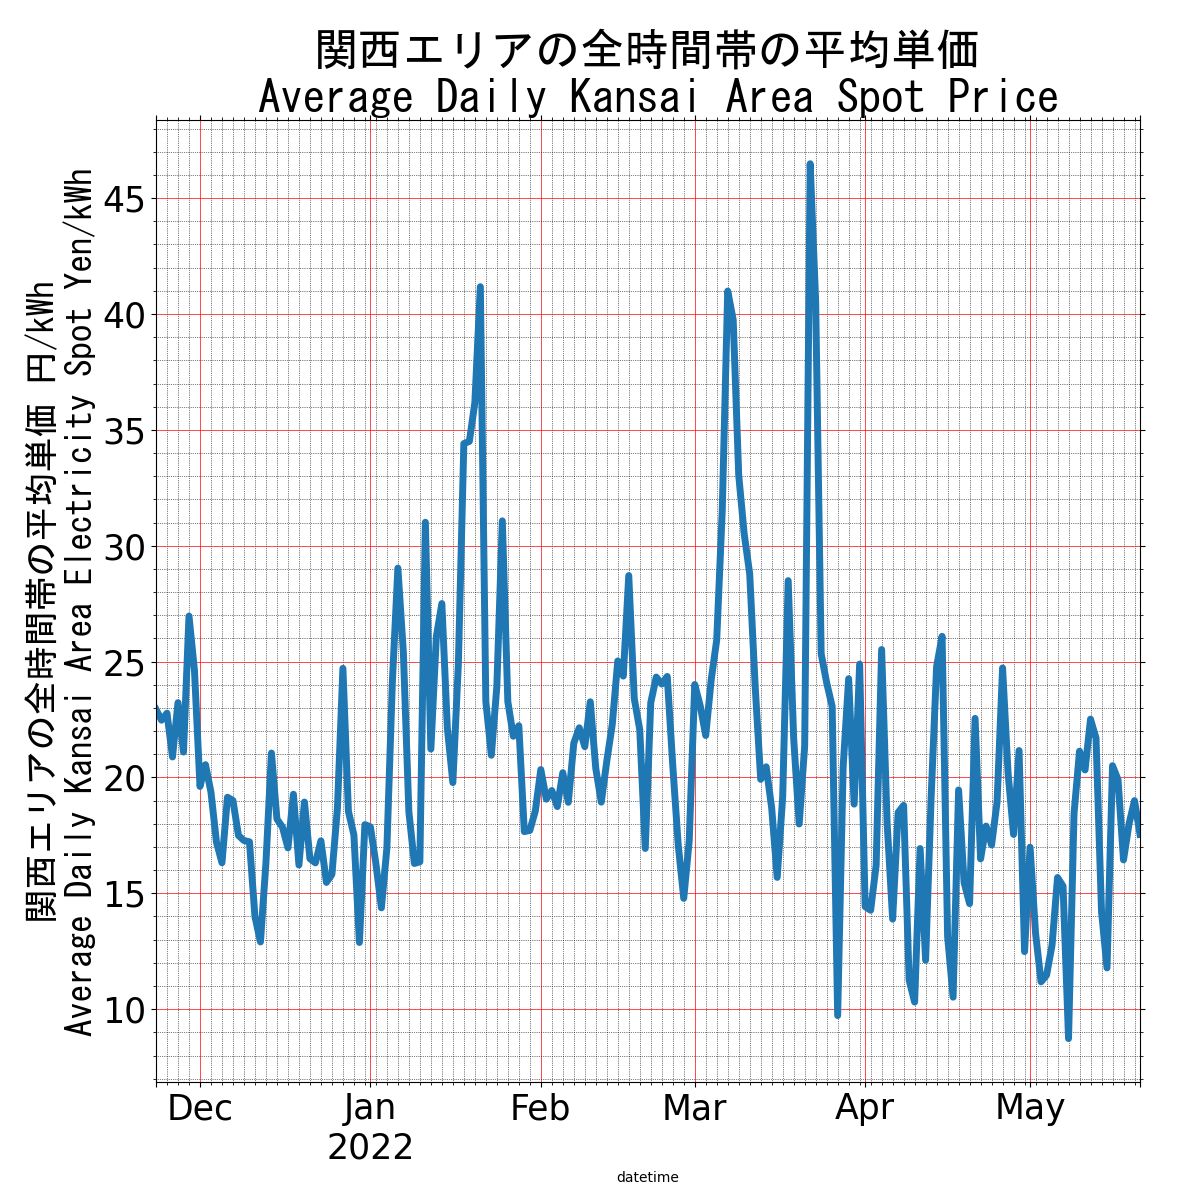 関西エリアの全時間帯の平均単価
Average Daily Kansai Area Spot Price
関西エリアの全時間帯の平均単価 円/kWh
Average Daily Kansai Area Electricity Spot Yen/kWh
45
40
35
30
25
20
15
10
Dec
Jan
2022
Feb
Mar
Apr
May
datetime